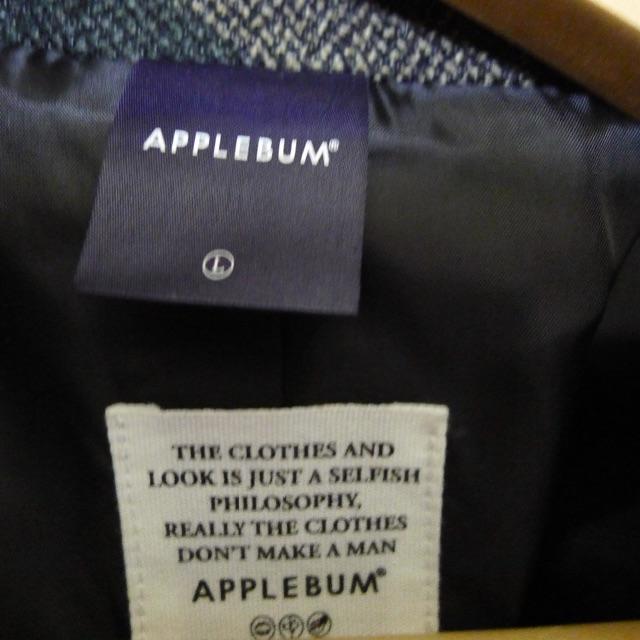 APPLEBUM®
L
THE CLOTHES AND
LOOK IS JUST A SELFISH
PHILOSOPHY,
REALLY THE CLOTHES
DON'T MAKE A MAN
APPLEBUM®